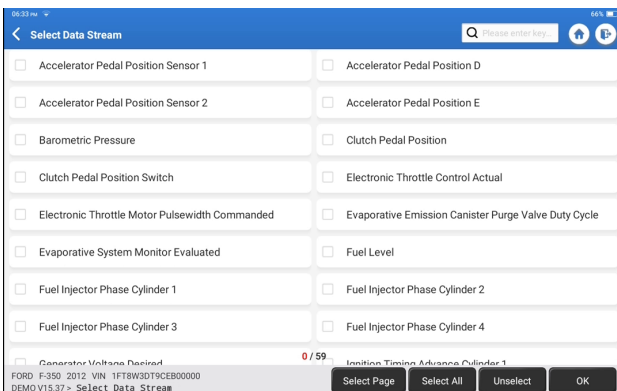 06:33 PM
66%
Select Data Stream
Please enter key...
Accelerator Pedal Position Sensor 1
Accelerator Pedal Position D
Accelerator Pedal Position Sensor 2
Accelerator Pedal Position E
Barometric Pressure
Clutch Pedal Position
Clutch Pedal Position Switch
Electronic Throttle Control Actual
Electronic Throttle Motor Pulsewidth Commanded
Evaporative Emission Canister Purge Valve Duty Cycle
Evaporative System Monitor Evaluated
Fuel Level
Fuel Injector Phase Cylinder 1
Fuel Injector Phase Cylinder 2
Fuel Injector Phase Cylinder 3
Fuel Injector Phase Cylinder 4
Generator Voltage Desired
0 / 59
Ignition Timing Advance Cylinder 1
FORD F-350 2012 VIN 1FT8W3DT9CEB00000
DEMO V15.37 > Select Data Stream
Select Page
Select All
Unselect
OK